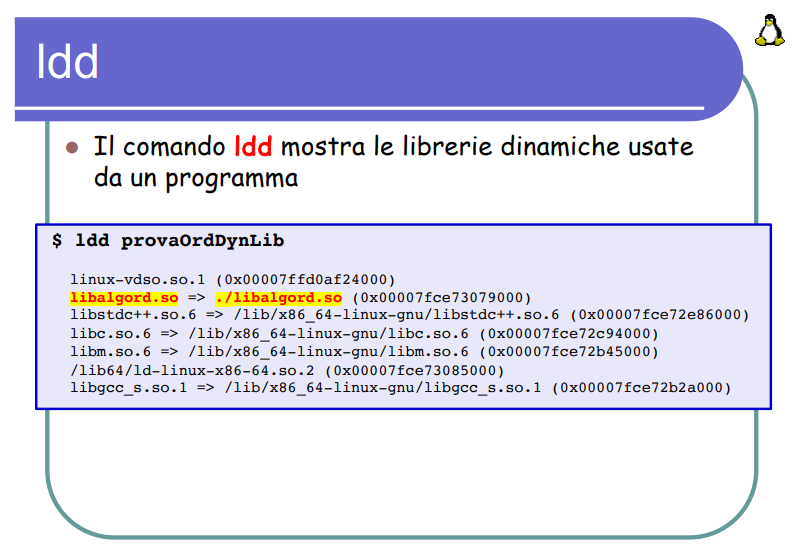 ldd
Il comando ldd mostra le librerie dinamiche usate
da un programma
$ ldd provaOrdDynLib
linux-vdso.so.1 (0x00007ffd0af24000)
libalgord.so => ./libalgord.so (0x00007fce73079000)
libstdc++.so.6 => /lib/x86_64-linux-gnu/libstdc++.so.6 (0x00007fce72e86000)
libc.so.6 => /lib/x86_64-linux-gnu/libc.so.6 (0x00007fce72c94000)
libm.so.6 => /lib/x86_64-linux-gnu/libm.so.6 (0x00007fce72b45000)
/lib64/ld-linux-x86-64.so.2 (0x00007fce73085000)
libgcc_s.so.1 => /lib/x86_64-linux-gnu/libgcc_s.so.1 (0x00007fce72b2a000)